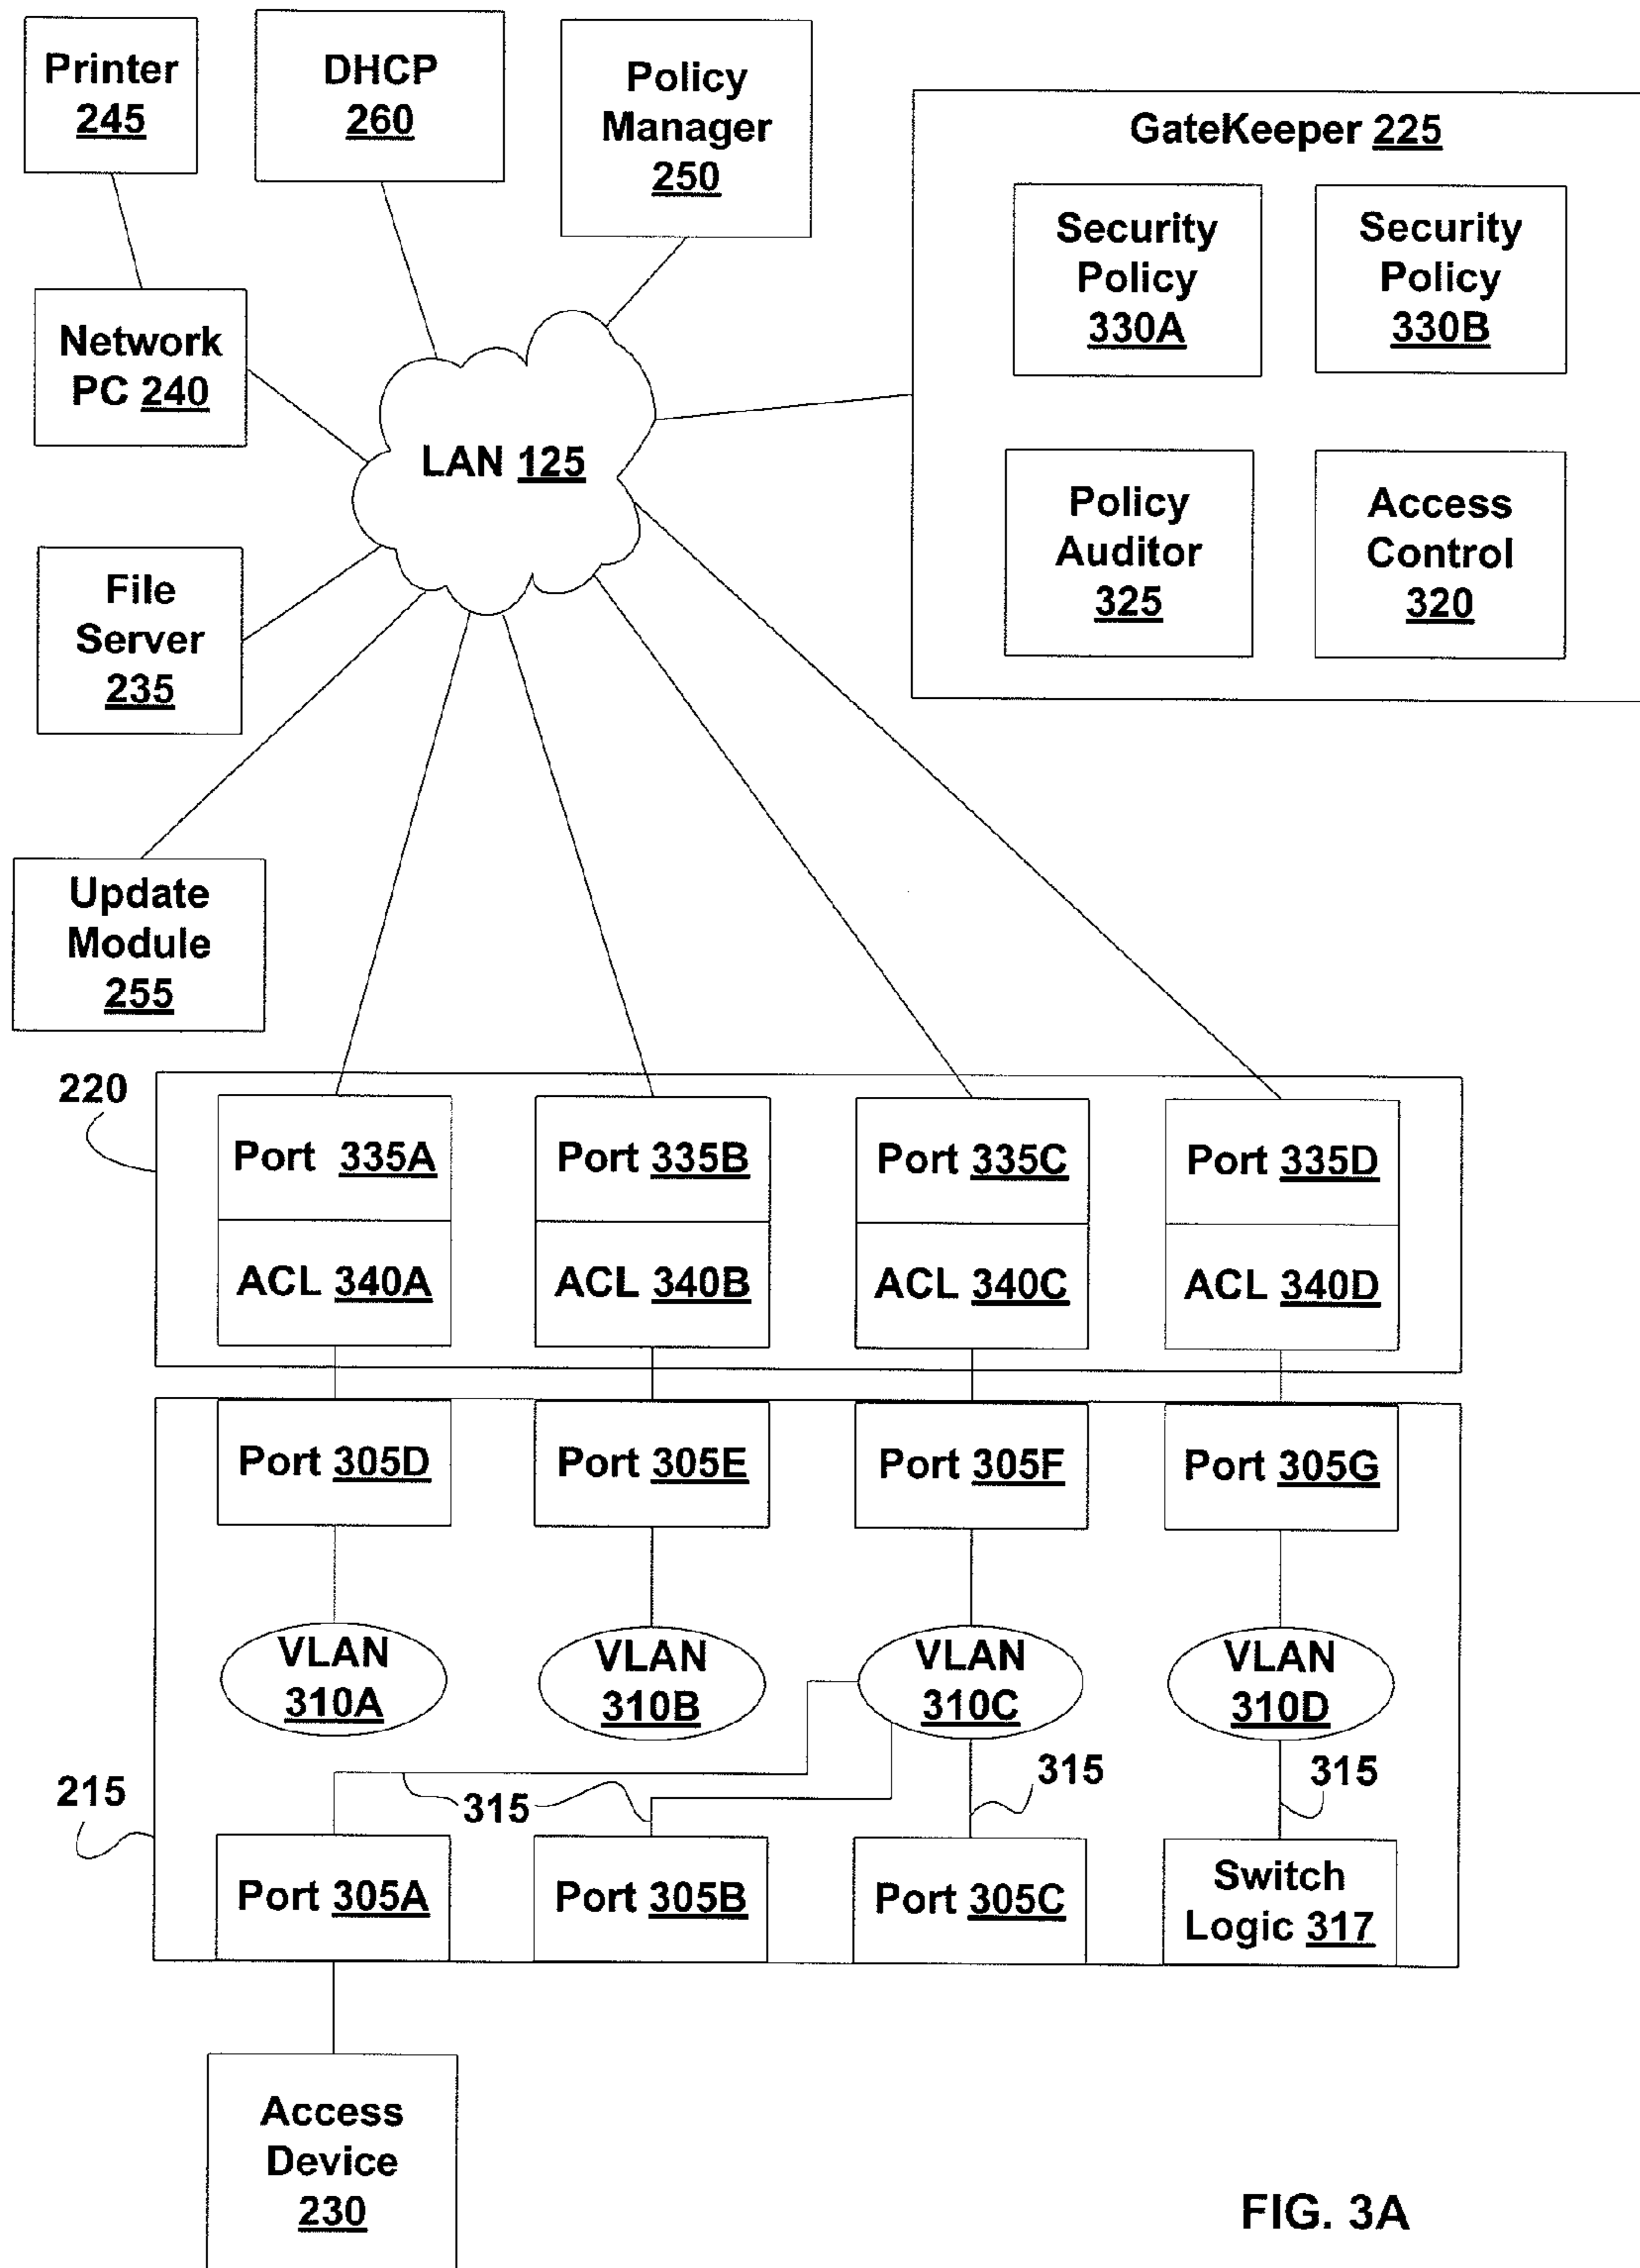 Printer
245
DHCP
260
Policy
Manager
250
GateKeeper 225
Security
Policy
330A
Security
Policy
330B
Policy
Auditor
325
Access
Control
320
Network
PC 240
LAN 125
File
Server
235
Update
Module
255
220
Port 335A
Port 335B
Port 335C
Port 335D
ACL 340A
ACL 340B
ACL 340C
ACL 340D
Port 305D
Port 305E
Port 305F
Port 305G
VLAN
310A
VLAN
310B
VLAN
310C
VLAN
310D
215
315
315
315
Port 305A
Port 305B
Port 305C
Switch
Logic 317
Access
Device
230
FIG. 3A